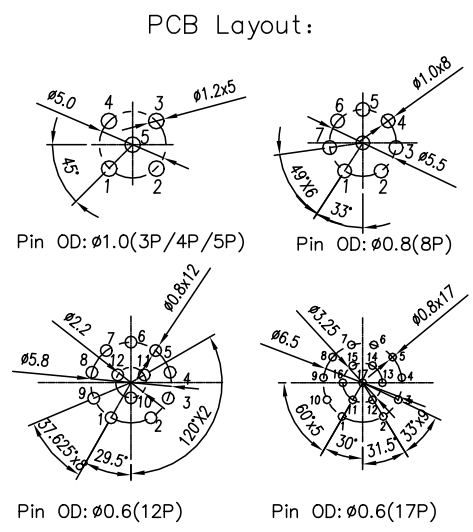 PCB Layout:
4
3
ø1.2x5
ø5.0
5
45°
1
2
Pin OD: ø1.0(3P/4P/5P)
5
6
4
ø1.0x8
7
3
ø5.5
49°X6
1
2
33°
Pin OD: ø0.8(8P)
ø0.8x12
ø2.2
7
6
5
ø5.8
8
12
11
4
9
10
3
1
2
120°X2
37.625°x8
29.5°
Pin OD: ø0.6(12P)
ø0.8x17
ø3.25
ø6.5
1
6
8
15
14
5
9
16
17
13
4
10
11
12
3
1
2
60°x5
30°
31.5°
33°x9
Pin OD: ø0.6(17P)